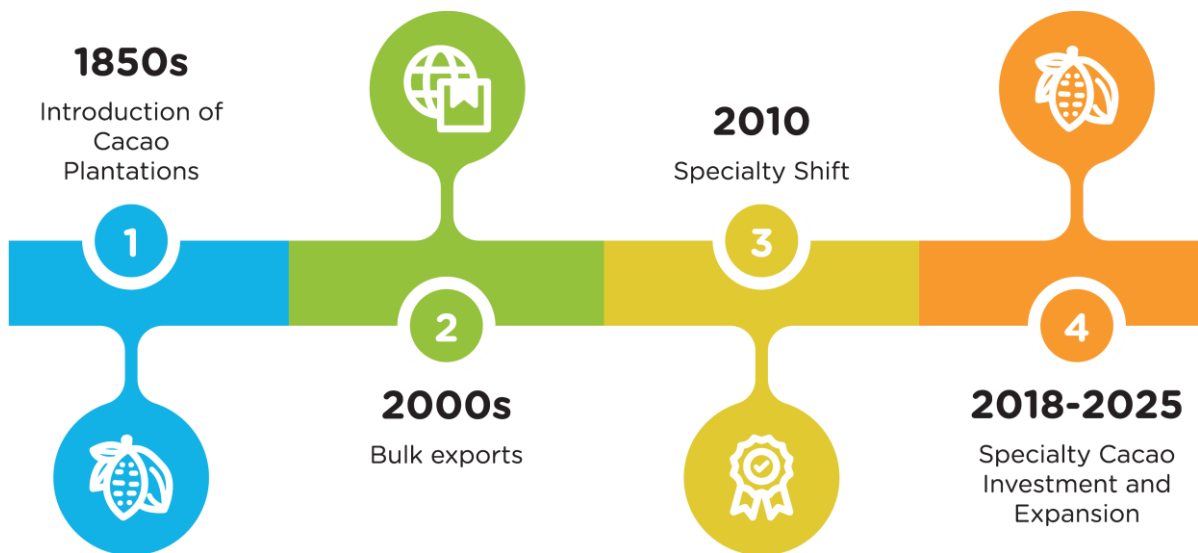 1850s
Introduction of
Cacao
Plantations
1
2
2000s
Bulk exports
2010
Specialty Shift
3
4
2018-2025
Specialty Cacao
Investment and
Expansion